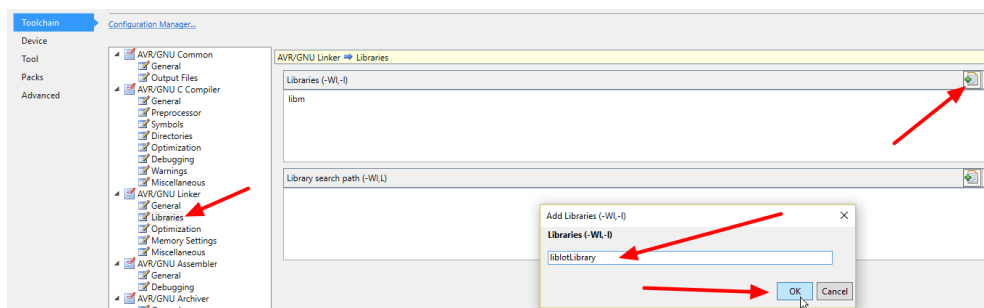 Toolchain
Device
Tool
Packs
Advanced
Configuration Manager...
AVR/GNU Common
General
Output Files
AVR/GNU C Compiler
General
Preprocessor
Symbols
Directories
Optimization
Debugging
Warnings
Miscellaneous
AVR/GNU Linker
General
Libraries
Optimization
Memory Settings
Miscellaneous
AVR/GNU Assembler
General
Debugging
AVR/GNU Archiver
AVR/GNU Linker ➡ Libraries
Libraries (-Wl,-l)
libm
Library search path (-Wl,L)
Add Libraries (-Wl,-l)
Libraries (-Wl,-l)
libIotLibrary
OK Cancel